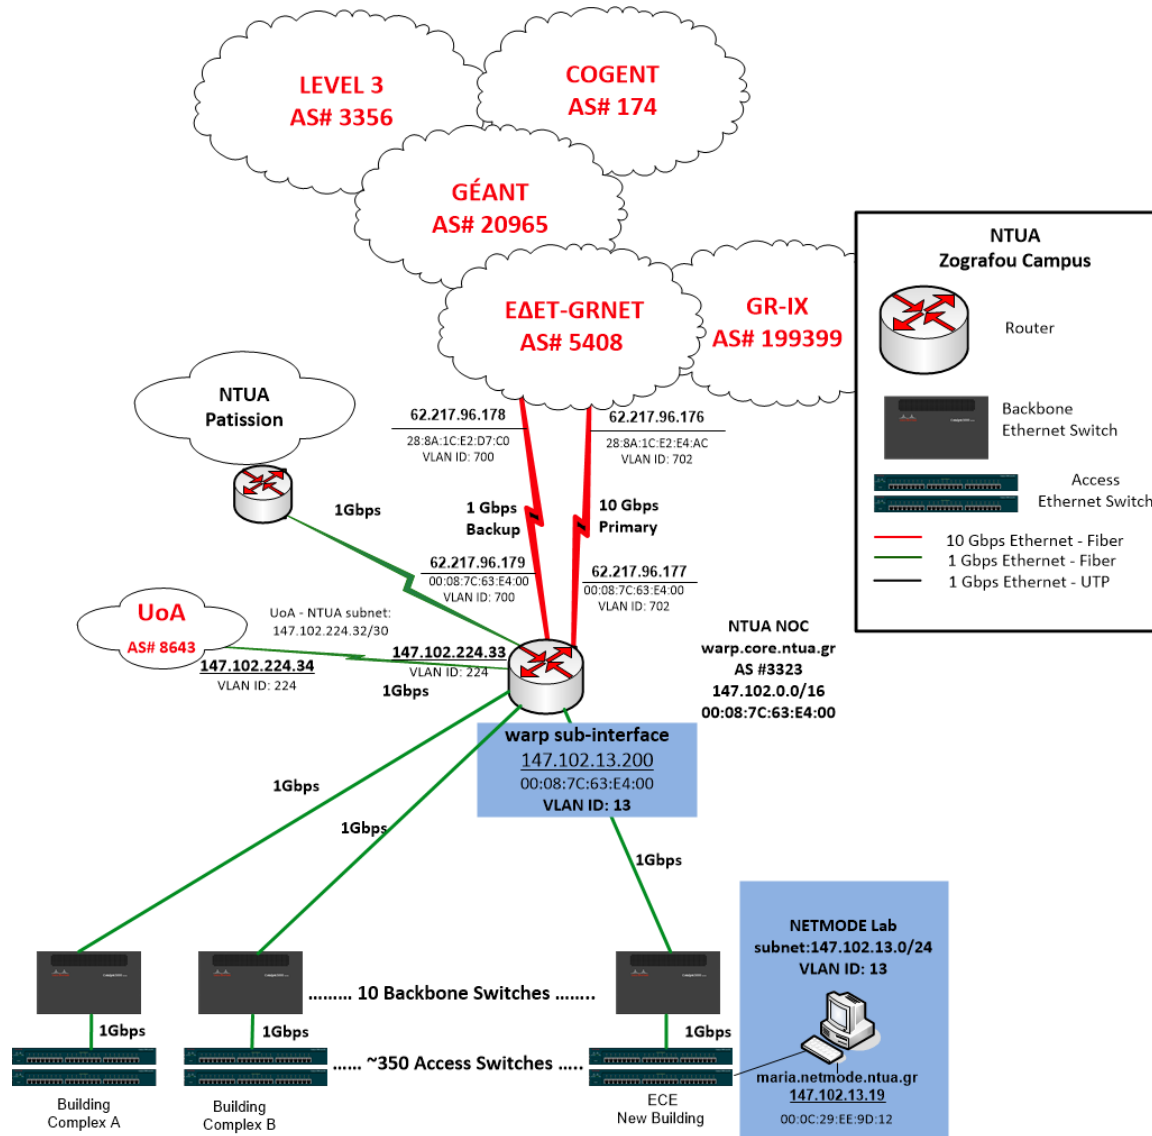 LEVEL 3
AS# 3356
COGENT
AS# 174
GÉANT
AS# 20965
ΕΔΕΤ-GRNET
AS# 5408
GR-IX
AS# 199399
NTUA
Zografou Campus
Router
Backbone
Ethernet Switch
Access
Ethernet Switch
10 Gbps Ethernet - Fiber
1 Gbps Ethernet - Fiber
1 Gbps Ethernet - UTP
NTUA
Patission
62.217.96.178
28:8A:1C:E2:D7:C0
VLAN ID: 700
62.217.96.176
28:8A:1C:E2:E4:AC
VLAN ID: 702
1Gbps
1 Gbps
Backup
10 Gbps
Primary
62.217.96.179
00:08:7C:63:E4:00
VLAN ID: 700
62.217.96.177
00:08:7C:63:E4:00
VLAN ID: 702
UoA
AS# 8643
UoA - NTUA subnet:
147.102.224.32/30
147.102.224.34
VLAN ID: 224
147.102.224.33
VLAN ID: 224
1Gbps
NTUA NOC
warp.core.ntua.gr
AS #3323
147.102.0.0/16
00:08:7C:63:E4:00
warp sub-interface
147.102.13.200
00:08:7C:63:E4:00
VLAN ID: 13
1Gbps
1Gbps
1Gbps
NETMODE Lab
subnet:147.102.13.0/24
VLAN ID: 13
maria.netmode.ntua.gr
147.102.13.19
00:0C:29:EE:9D:12
......... 10 Backbone Switches ........
1Gbps
1Gbps
1Gbps
...... ~350 Access Switches .....
Building
Complex A
Building
Complex B
ECE
New Building